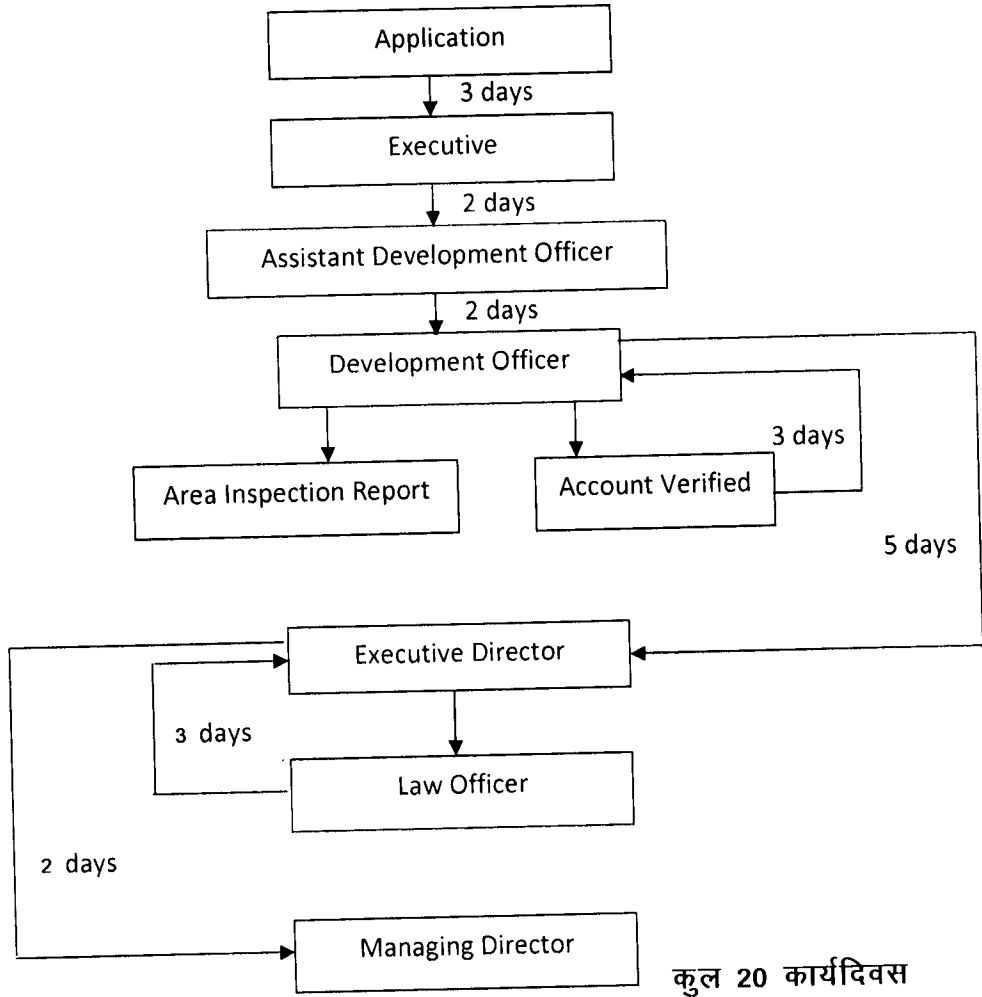 Application
3 days
Executive
2 days
Assistant Development Officer
2 days
Development Officer
3 days
Area Inspection Report
Account Verified
5 days
Executive Director
3 days
Law Officer
2 days
Managing Director
कुल 20 कार्यदिवस